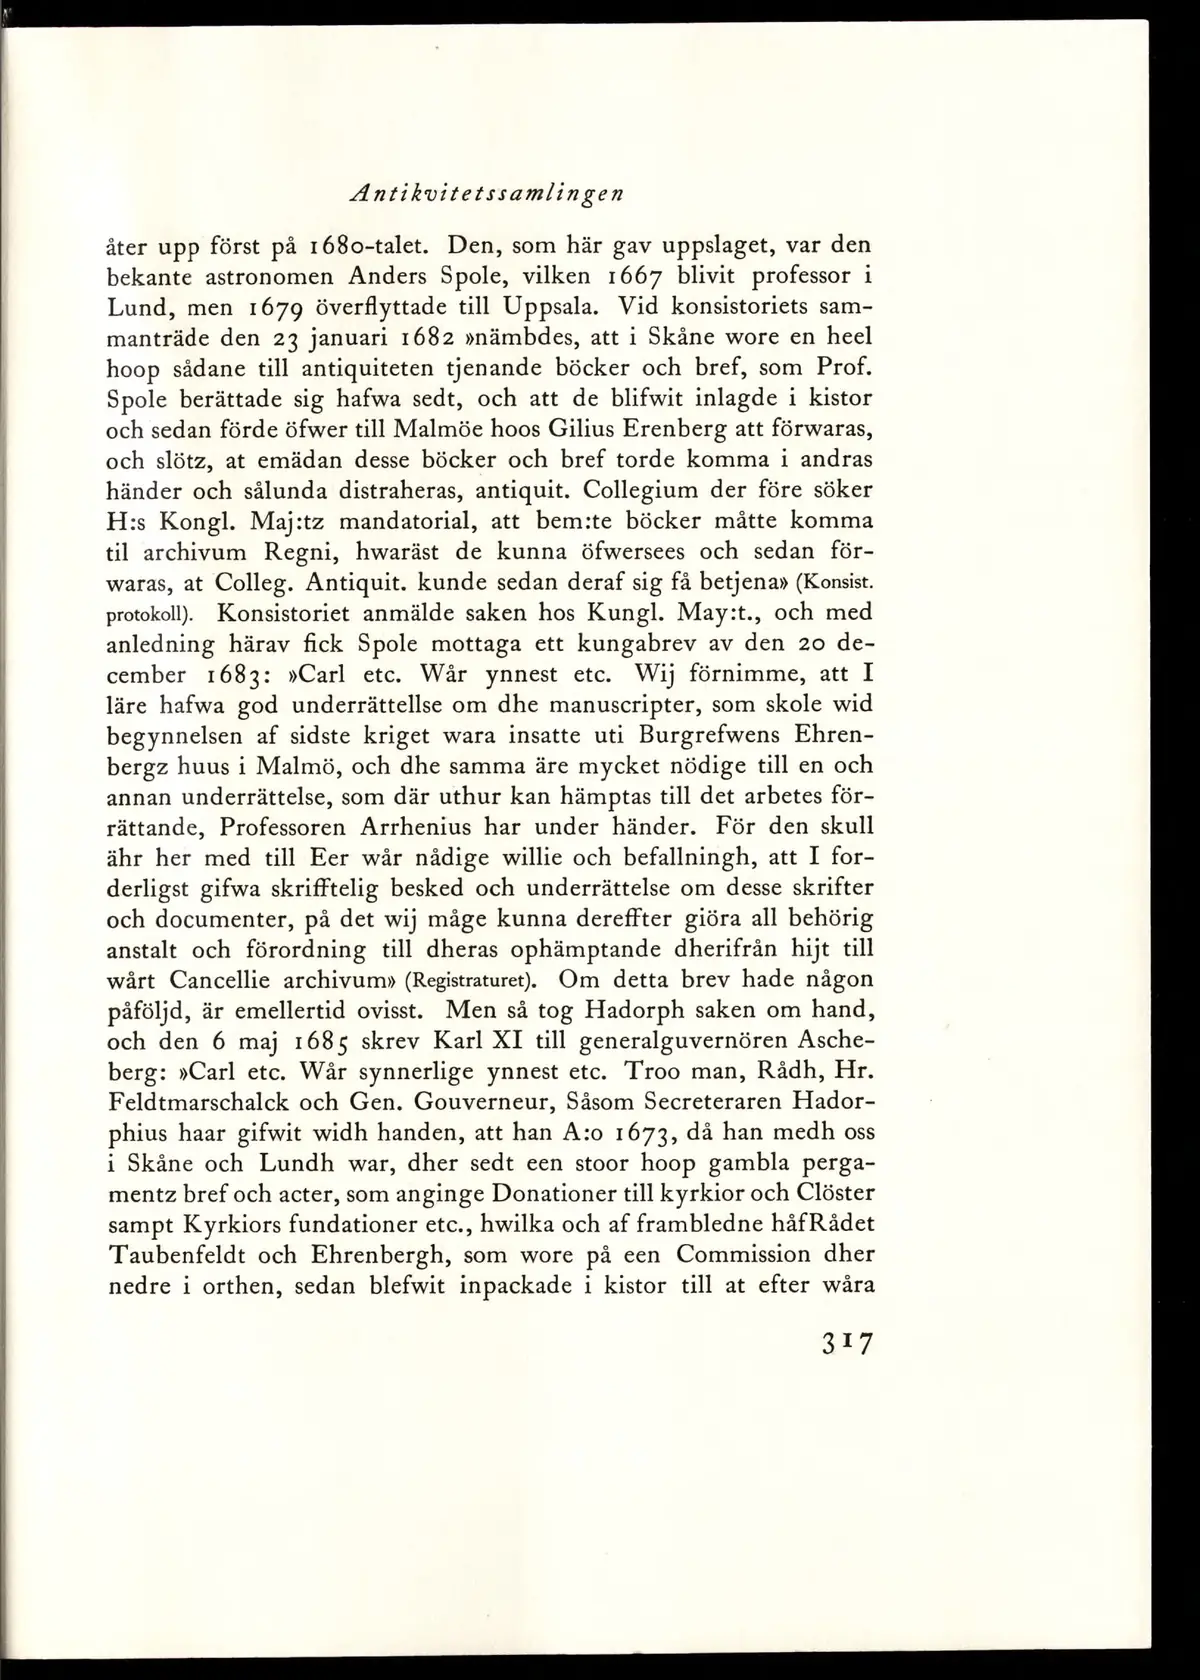 Antikvitetssamlingen
åter upp först på 1680-talet. Den, som här gav uppslaget, var den
bekante astronomen Anders Spole, vilken 1667 blivit professor i
Lund, men 1679 överflyttade till Uppsala. Vid konsistoriets sam-
manträde den 23 januari 1682 »nämbdes, att i Skåne wore en heel
hoop sådane till antiquiteten tjenande böcker och bref, som Prof.
Spole berättade sig hafwa sedt, och att de blifwit inlagde i kistor
och sedan förde öfwer till Malmöe hoos Gilius Erenberg att förwaras,
och slötz, at emädan desse böcker och bref torde komma i andras
händer och sålunda distraheras, antiquit. Collegium der före söker
H:s Kongl. Maj:tz mandatorial, att bem:te böcker måtte komma
til archivum Regni, hwaräst de kunna öfwersees och sedan för-
waras, at Colleg. Antiquit. kunde sedan deraf sig få betjena» (Konsist.
protokoll). Konsistoriet anmälde saken hos Kungl. May:t., och med
anledning härav fick Spole mottaga ett kungabrev av den 20 de-
cember 1683: »Carl etc. Wår ynnest etc. Wij förnimme, att I
läre hafwa god underrättellse om dhe manuscripter, som skole wid
begynnelsen af sidste kriget wara insatte uti Burgrefwens Ehren-
bergz huus i Malmö, och dhe samma äre mycket nödige till en och
annan underrättelse, som där uthur kan hämptas till det arbetes för-
rättande, Professoren Arrhenius har under händer. För den skull
ähr her med till Eer wår nådige willie och befallningh, att I for-
derligst gifwa skrifftelig besked och underrättelse om desse skrifter
och documenter, på det wij måge kunna dereffter giöra all behörig
anstalt och förordning till dheras ophämptande dherifrån hijt till
wårt Cancellie archivum» (Registraturet). Om detta brev hade någon
påföljd, är emellertid ovisst. Men så tog Hadorph saken om hand,
och den 6 maj 1685 skrev Karl XI till generalguvernören Asche-
berg: »Carl etc. Wår synnerlige ynnest etc. Troo man, Rådh, Hr.
Feldtmarschalck och Gen. Gouverneur, Såsom Secreteraren Hador-
phius haar gifwit widh handen, att han A:o 1673, då han medh oss
i Skåne och Lundh war, dher sedt een stoor hoop gambla perga-
mentz bref och acter, som anginge Donationer till kyrkior och Clöster
sampt Kyrkiors fundationer etc., hwilka och af frambledne håfRådet
Taubenfeldt och Ehrenbergh, som wore på een Commission dher
nedre i orthen, sedan blefwit inpackade i kistor till at efter wåra
317